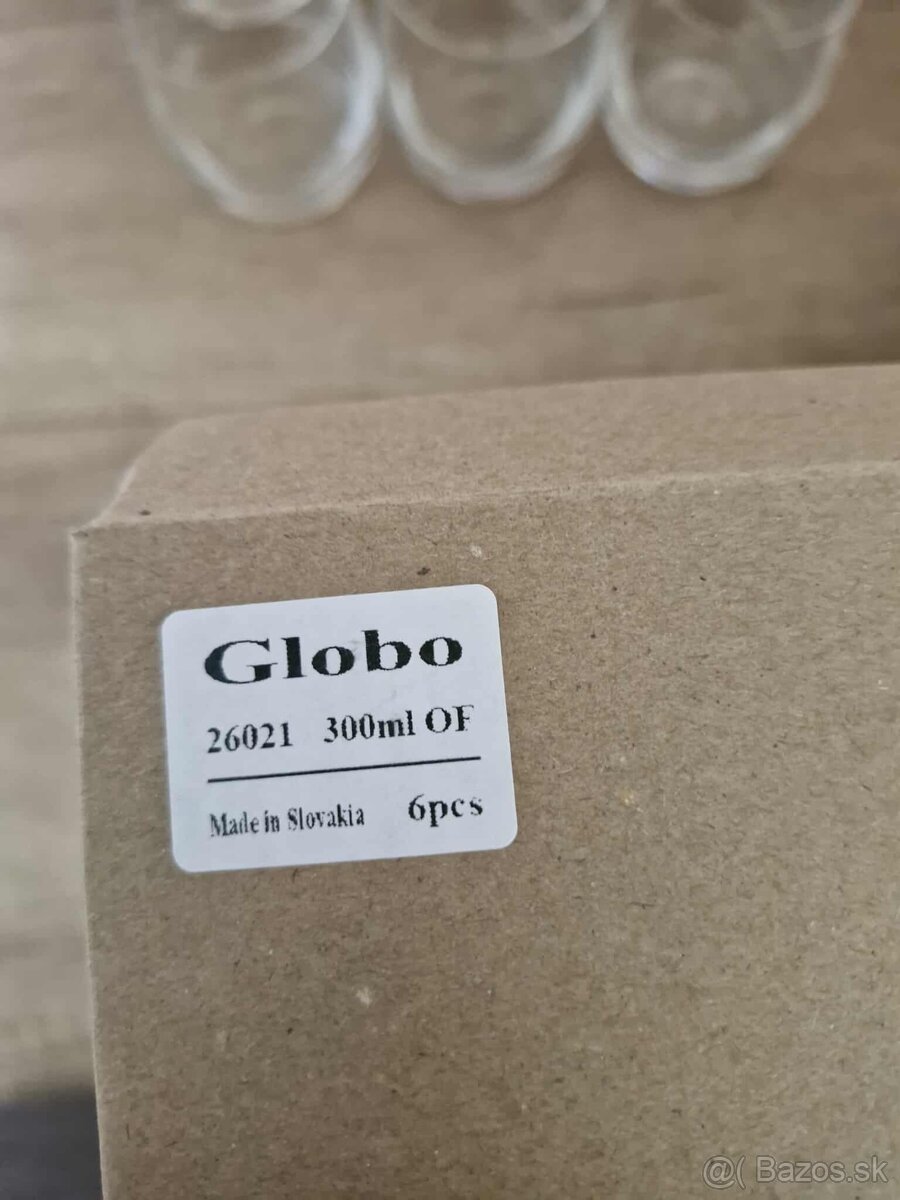 Globo
26021 300ml OF
Made in Slovakia 6pcs
@( Bazos.sk